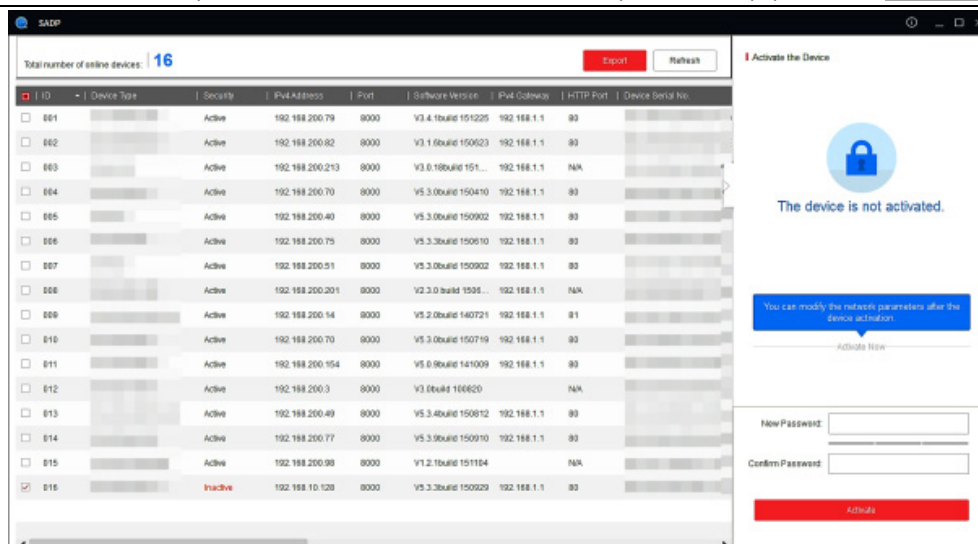 SADP
Total number of online devices: 16
Export
Refresh
ID | Device Type | Security | IPv4 Address | Port | Software Version | IPv4 Gateway | HTTP Port | Device Serial No.
001 Active 192.168.200.79 8000 V3.4.1build 151225 192.168.1.1 80
002 Active 192.168.200.82 8000 V3.1.6build 150623 192.168.1.1 80
003 Active 192.168.200.213 8000 V3.0.18build 151... 192.168.1.1 N/A
004 Active 192.168.200.70 8000 V5.3.0build 150410 192.168.1.1 80
005 Active 192.168.200.40 8000 V5.3.0build 150902 192.168.1.1 80
006 Active 192.168.200.75 8000 V5.3.3build 150610 192.168.1.1 80
007 Active 192.168.200.51 8000 V5.3.0build 150902 192.168.1.1 80
008 Active 192.168.200.201 8000 V2.3.0 build 1506... 192.168.1.1 N/A
009 Active 192.168.200.14 8000 V5.2.0build 140721 192.168.1.1 81
010 Active 192.168.200.70 8000 V5.3.0build 150719 192.168.1.1 80
011 Active 192.168.200.154 8000 V5.0.9build 141009 192.168.1.1 80
012 Active 192.168.200.3 8000 V3.0build 100820 N/A
013 Active 192.168.200.49 8000 V5.3.4build 150812 192.168.1.1 80
014 Active 192.168.200.77 8000 V5.3.9build 150910 192.168.1.1 80
015 Active 192.168.200.98 8000 V1.2.1build 151104 N/A
016 Inactive 192.168.10.128 8000 V5.3.3build 150929 192.168.1.1 80
Activate the Device
The device is not activated.
You can modify the network parameters after the
device activation.
Activate Now
New Password:
Confirm Password:
Activate